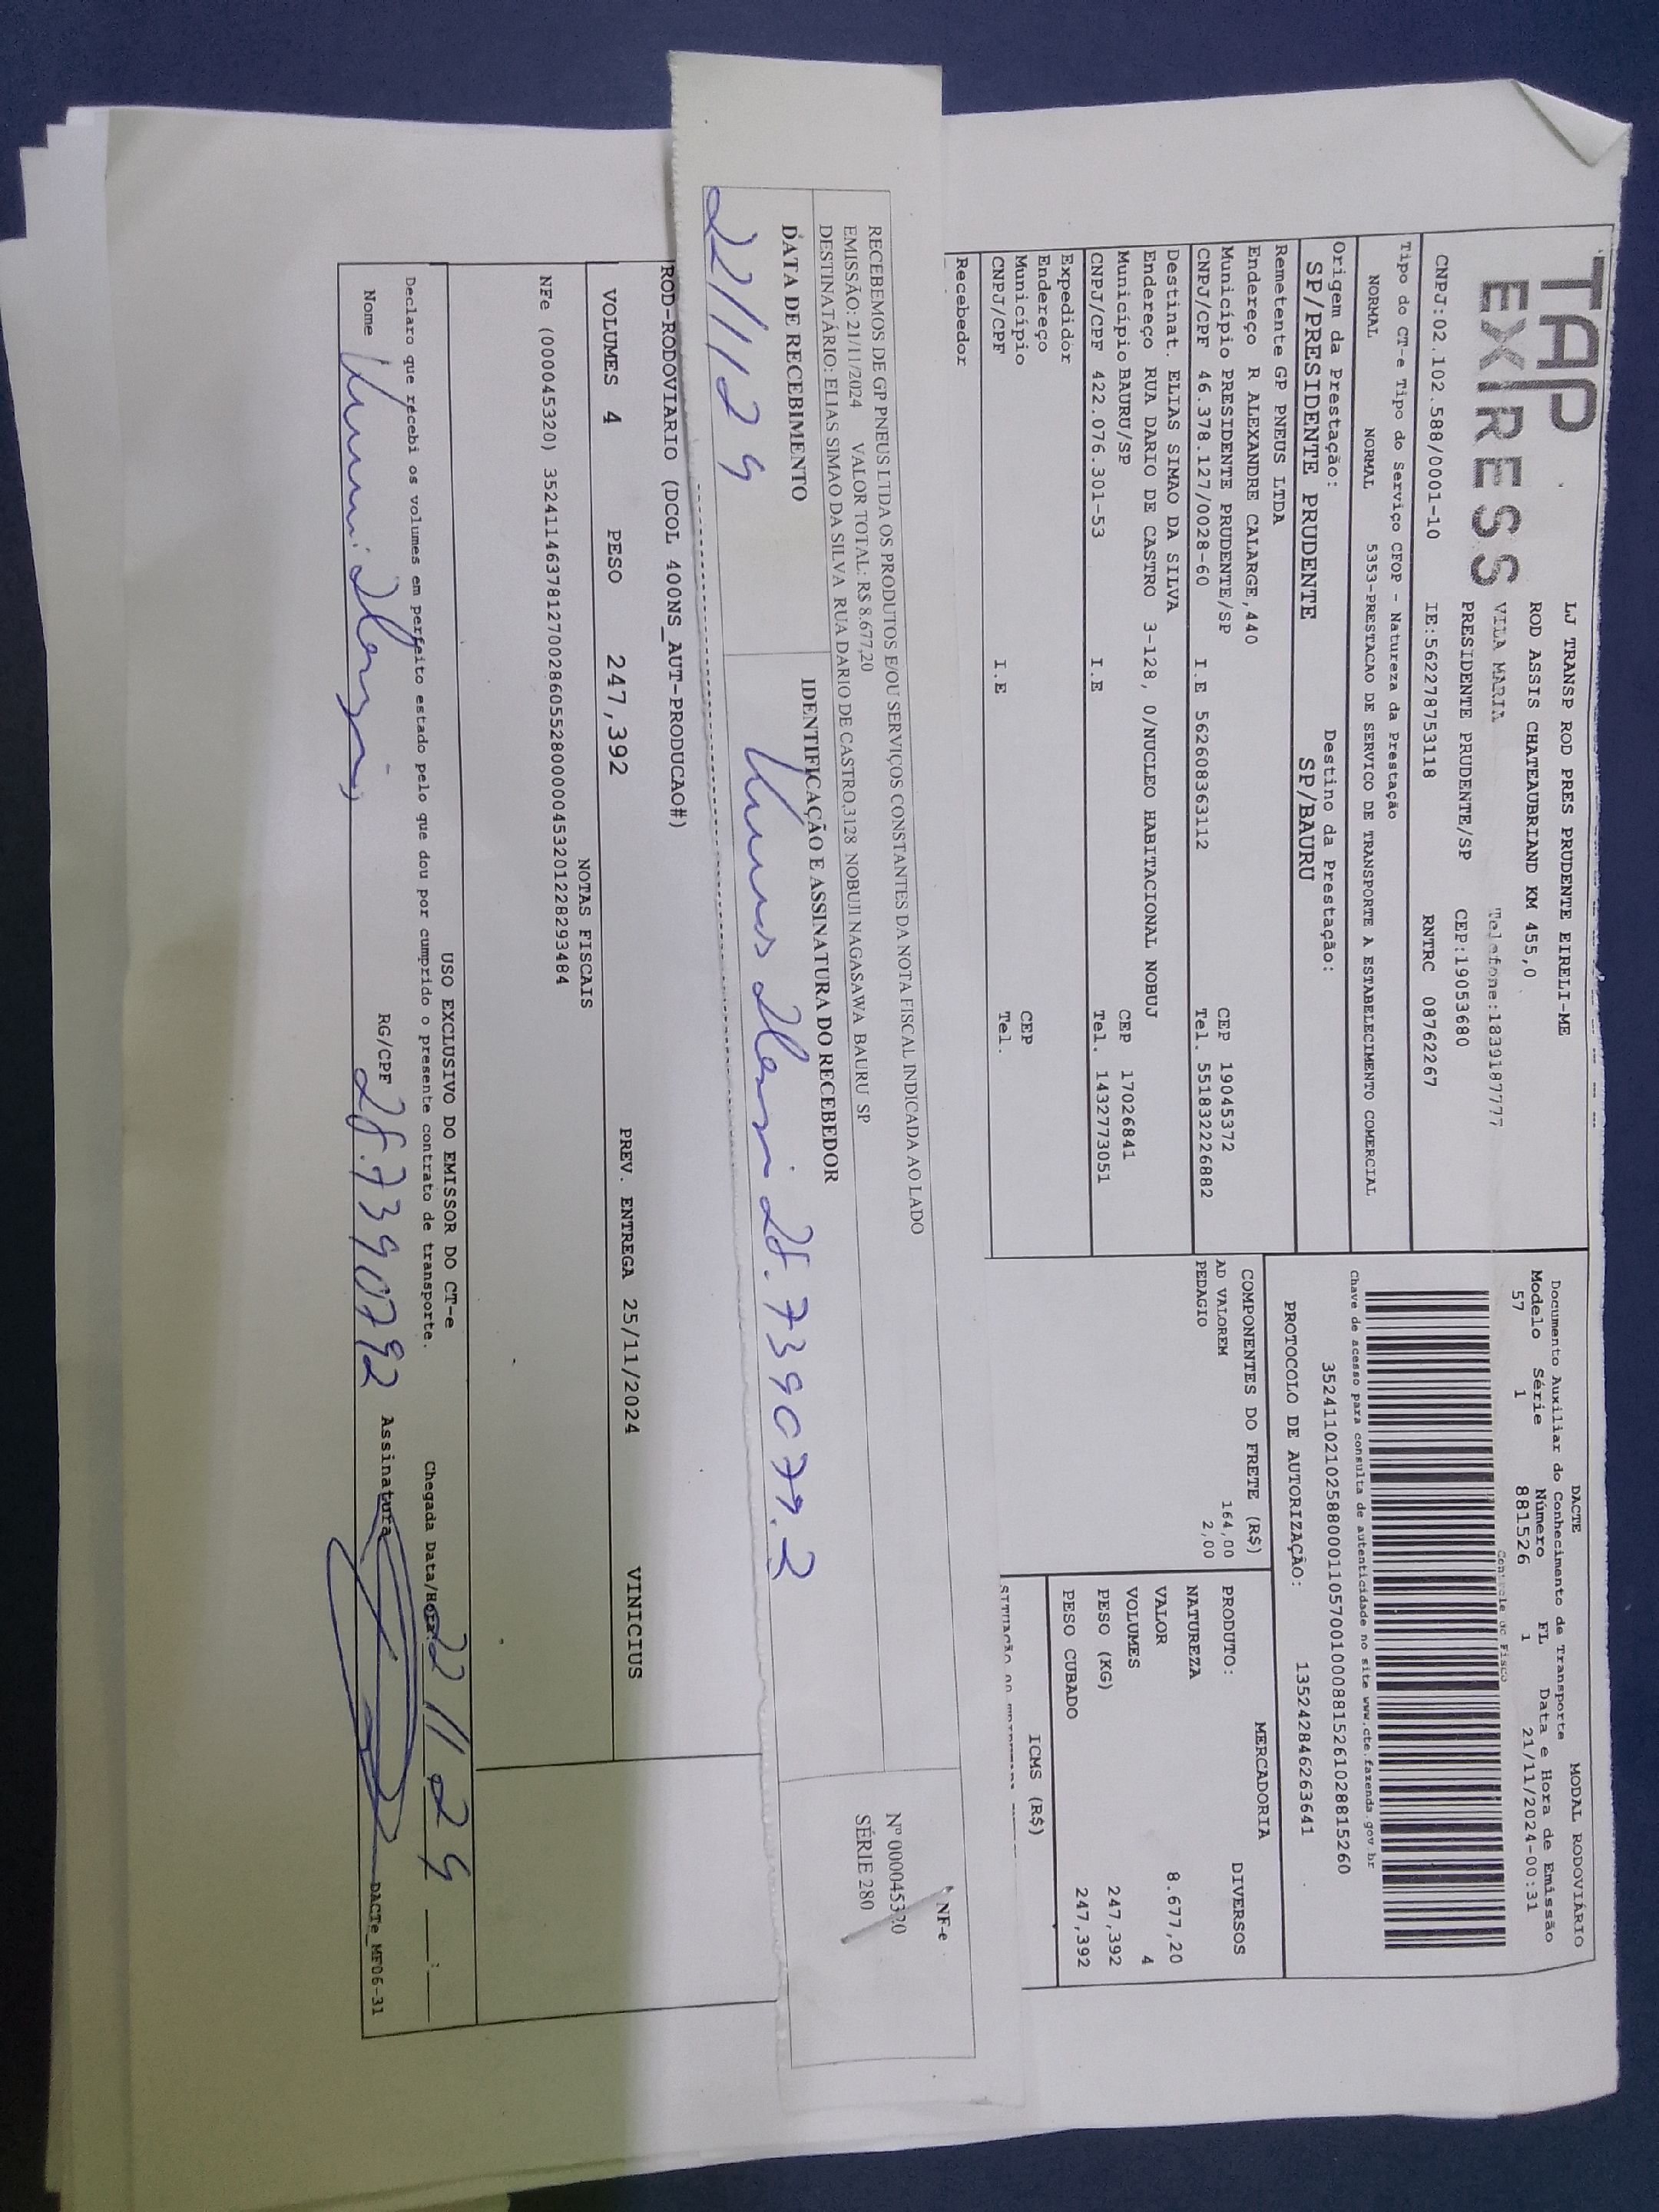 TAP
EXPRESS
LJ TRANSP ROD PRES PRUDENTE EIRELI-ME
ROD ASSIS CHATEAUBRIAND KM 455,0
VILA MARIA Telefone:1839187777
PRESIDENTE PRUDENTE/SP CEP:19053680
CNPJ:02.102.588/0001-10 IE:562278753118 RNTRC 08762267
DACTE MODAL RODOVIÁRIO
Documento Auxiliar do Conhecimento de Transporte
Modelo Série Número FL Data e Hora de Emissão
57 1 881526 1 21/11/2024-00:31
Controle do Fisco
Chave de acesso para consulta de autenticidade no site www.cte.fazenda.gov.br
35241102102588000110570010008815261028815260
PROTOCOLO DE AUTORIZAÇÃO: 135242846263641
Tipo do CT-e Tipo do Serviço CFOP - Natureza da Prestação
NORMAL NORMAL 5353-PRESTACAO DE SERVICO DE TRANSPORTE A ESTABELECIMENTO COMERCIAL
Origem da Prestação: Destino da Prestação:
SP/PRESIDENTE PRUDENTE SP/BAURU
Remetente GP PNEUS LTDA
Endereço R ALEXANDRE CALARGE,440
Município PRESIDENTE PRUDENTE/SP CEP 19045372
CNPJ/CPF 46.378.127/0028-60 I.E 562608363112 Tel. 551832226882
Destinat. ELIAS SIMAO DA SILVA
Endereço RUA DARIO DE CASTRO 3-128, 0/NUCLEO HABITACIONAL NOBUJ
Município BAURU/SP CEP 17026841
CNPJ/CPF 422.076.301-53 I.E Tel. 1432773051
Expedidor
Endereço
Município CEP
CNPJ/CPF I.E Tel.
Recebedor
COMPONENTES DO FRETE (R$)
AD VALOREM 164,00
PEDAGIO 2,00
MERCADORIA
PRODUTO: DIVERSOS
NATUREZA
VALOR 8.677,20
VOLUMES 4
PESO (KG) 247,392
PESO CUBADO 247,392
ICMS (R$)
RECEBEMOS DE GP PNEUS LTDA OS PRODUTOS E/OU SERVIÇOS CONSTANTES DA NOTA FISCAL INDICADA AO LADO
EMISSÃO: 21/11/2024 VALOR TOTAL: R$ 8.677,20
DESTINATÁRIO: ELIAS SIMAO DA SILVA RUA DARIO DE CASTRO,3128 NOBUJI NAGASAWA BAURU SP
DATA DE RECEBIMENTO IDENTIFICAÇÃO E ASSINATURA DO RECEBEDOR
22/11/24 28.739079.2
NF-e
Nº 000045320
SÉRIE 280
ROD-RODOVIARIO (DCOL 400NS_AUT-PRODUCAO#)
VOLUMES 4 PESO 247,392 PREV. ENTREGA 25/11/2024 VINICIUS
NOTAS FISCAIS
NFe (000045320) 35241146378127002860552800000453201228293484
USO EXCLUSIVO DO EMISSOR DO CT-e
Declaro que recebi os volumes em perfeito estado pelo que dou por cumprido o presente contrato de transporte. Chegada Data/Hora: 22/11/24 __:__
Nome RG/CPF 28.7390792 Assinatura DACTe_MF06-31